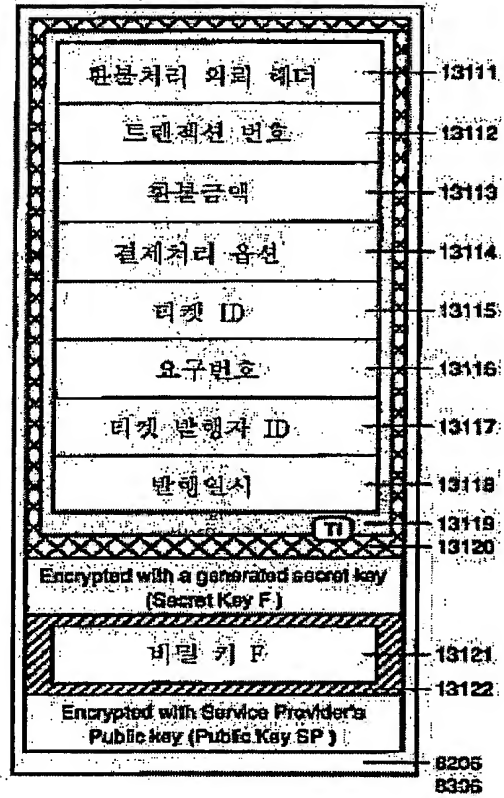 환불처리 의뢰 헤더 13111
트랜잭션 번호 13112
환불금액 13113
결제처리 옵션 13114
티켓 ID 13115
요구번호 13116
티켓 발행자 ID 13117
발행일시 13118
TI 13119
13120
Encrypted with a generated secret key
(Secret Key F)
비밀 키 F 13121
13122
Encrypted with Service Provider's
Public key (Public Key SP)
8206
8306